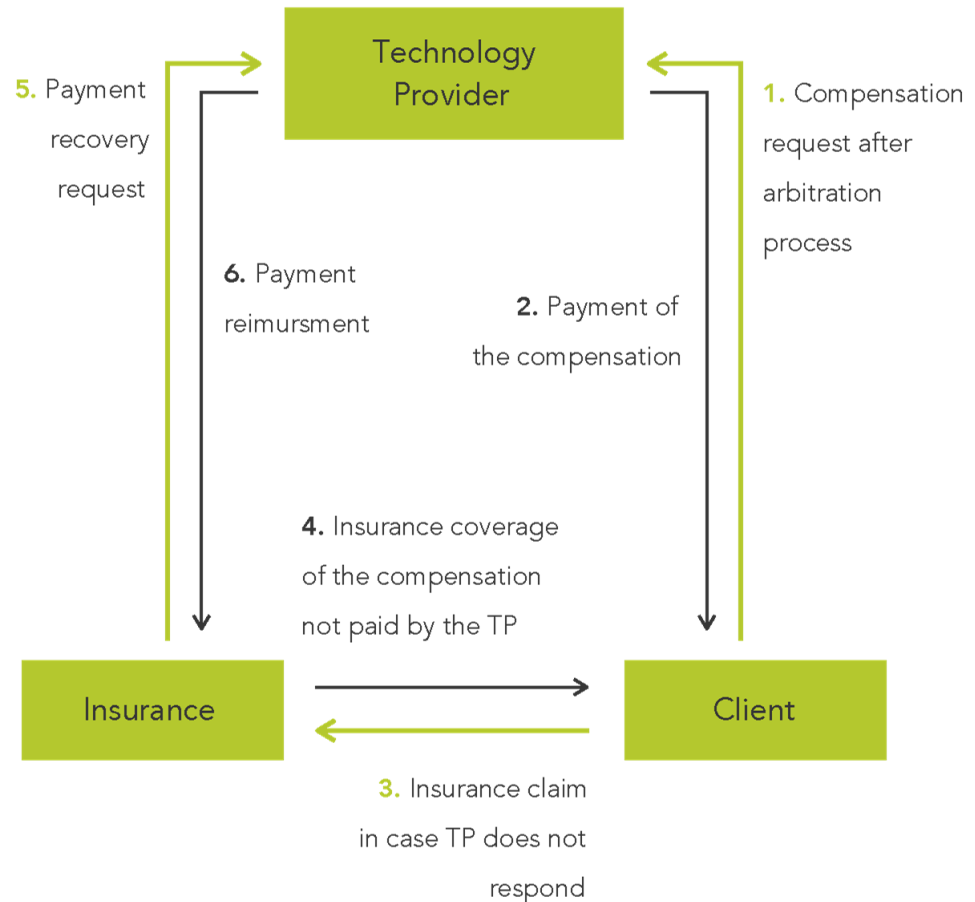 Technology
Provider
5. Payment
recovery
request
1. Compensation
request after
arbitration
process
6. Payment
reimursment
2. Payment of
the compensation
4. Insurance coverage
of the compensation
not paid by the TP
Insurance
Client
3. Insurance claim
in case TP does not
respond